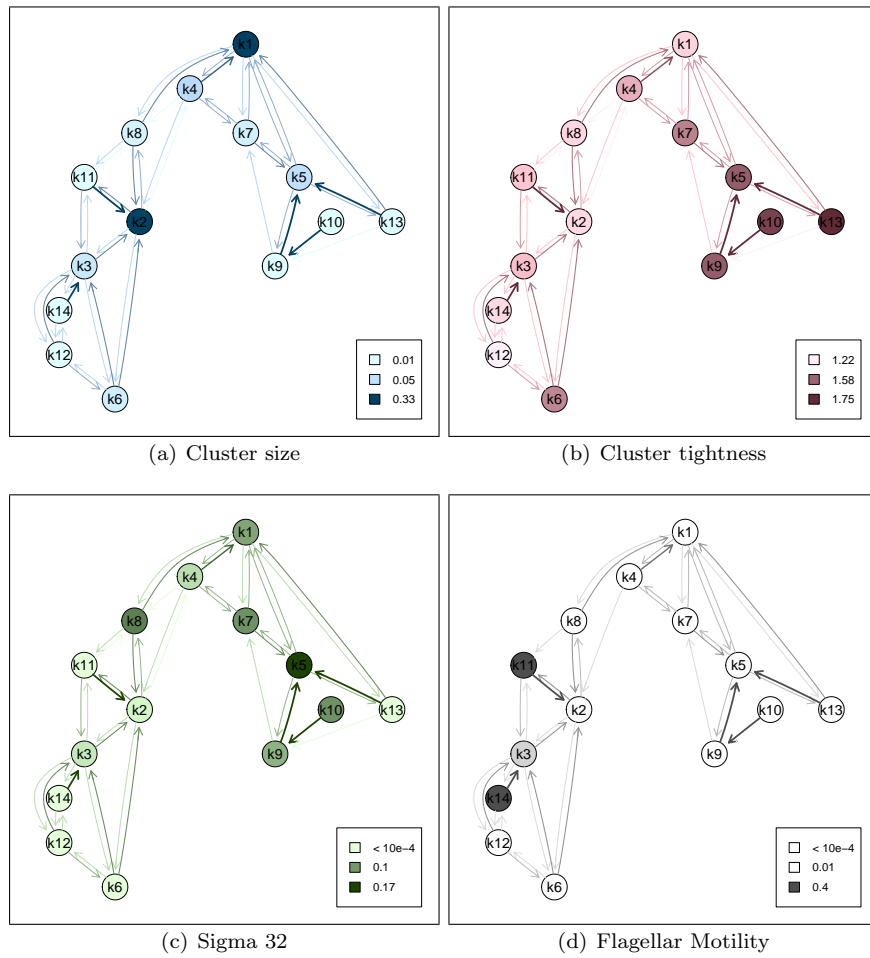 k1
k4
k8
k7
k11
k5
k2
k10
k13
k3
k9
k14
k12
k6
0.01
0.05
0.33
(a) Cluster size
k1
k4
k8
k7
k11
k5
k2
k10
k13
k3
k9
k14
k12
k6
1.22
1.58
1.75
(b) Cluster tightness
k1
k4
k8
k7
k11
k5
k2
k10
k13
k3
k9
k14
k12
k6
< 10e−4
0.1
0.17
(c) Sigma 32
k1
k4
k8
k7
k11
k5
k2
k10
k13
k3
k9
k14
k12
k6
< 10e−4
0.01
0.4
(d) Flagellar Motility